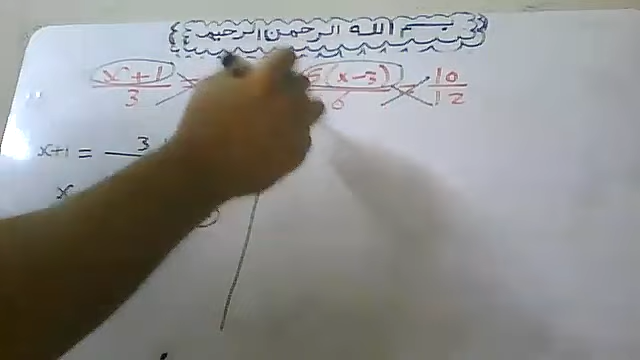 بسم الله الرحمن الرحيم
x+1 = (x-3) 10
3 6 12
x+1 = 3
x